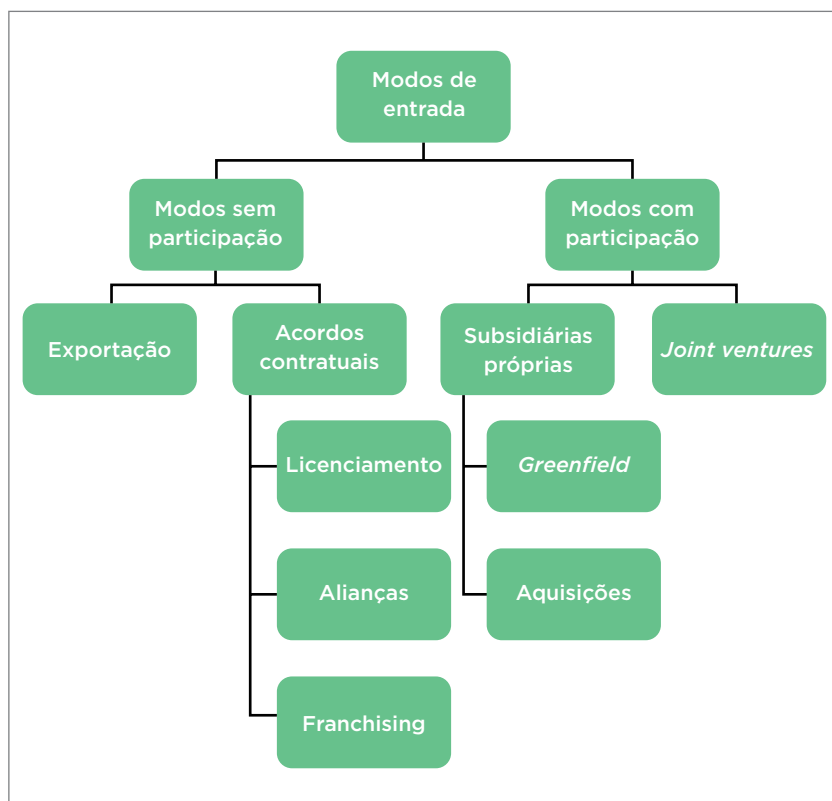 Modos de
entrada
Modos sem
participação
Modos com
participação
Exportação
Acordos
contratuais
Subsidiárias
próprias
Joint ventures
Licenciamento
Greenfield
Alianças
Aquisições
Franchising